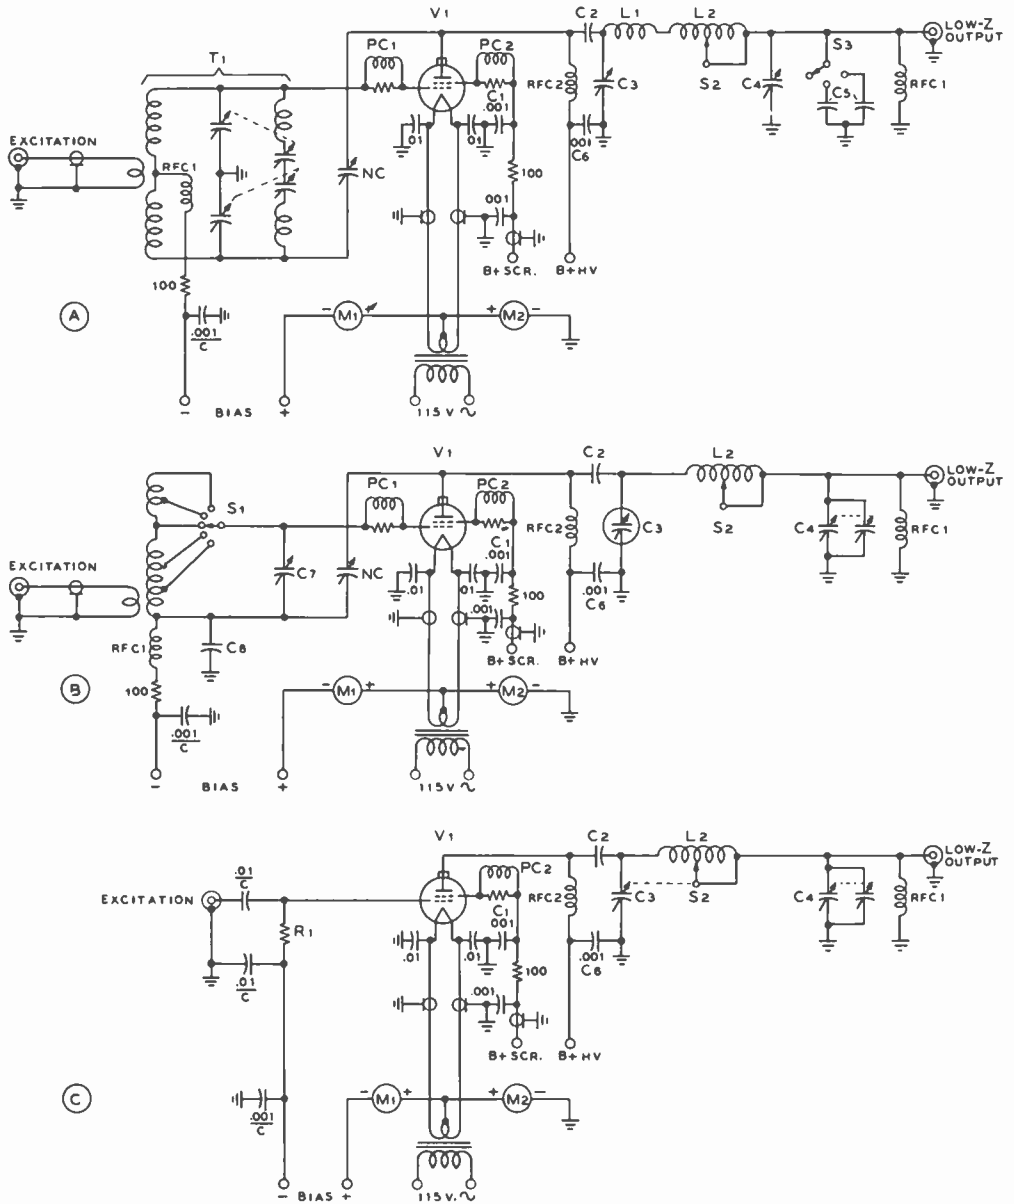 V1
C2
L1
L2
LOW-Z
OUTPUT
T1
PC1
PC2
S3
S2
C1
.001
RFC2
C3
C4
C5
RFC1
EXCITATION
RFC1
.01
.01
.001
C6
NC
100
.001
100
B+ SCR.
B+HV
A
- M1 +
+ M2 -
.001
C
- BIAS +
115V ~
V1
C2
L2
LOW-Z
OUTPUT
S1
PC1
PC2
S2
RFC2
C3
C4
RFC1
C1
.001
EXCITATION
C7
NC
.01
.01
.001
C6
100
.001
RFC1
C8
B+ SCR.
B+HV
B
100
- M1 +
+ M2 -
.001
C
- BIAS +
115V ~
V1
C2
L2
LOW-Z
OUTPUT
PC2
.01
C
RFC2
C3
S2
C4
RFC1
EXCITATION
C1
.001
R1
.01
.01
.001
C6
100
.01
C
.001
B+ SCR.
B+HV
C
- M1 +
+ M2 -
.001
C
- BIAS +
115V. ~